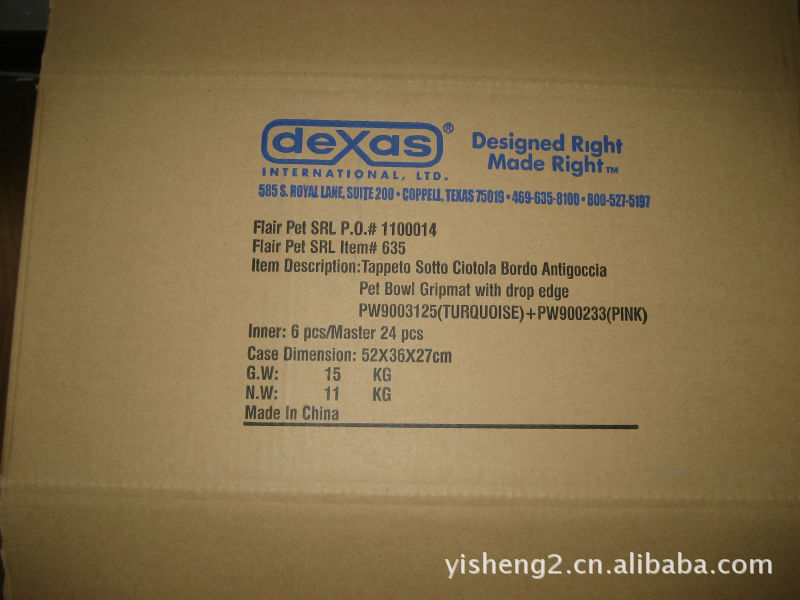 dexas®
INTERNATIONAL, LTD.
Designed Right
Made Right™
585 S. ROYAL LANE, SUITE 200 • COPPELL, TEXAS 75019 • 469-635-8100 • 800-527-5197
Flair Pet SRL P.O.# 1100014
Flair Pet SRL Item# 635
Item Description:Tappeto Sotto Ciotola Bordo Antigoccia
Pet Bowl Gripmat with drop edge
PW9003125(TURQUOISE)+PW900233(PINK)
Inner: 6 pcs/Master 24 pcs
Case Dimension: 52X36X27cm
G.W: 15 KG
N.W: 11 KG
Made In China
yisheng2.cn.alibaba.com